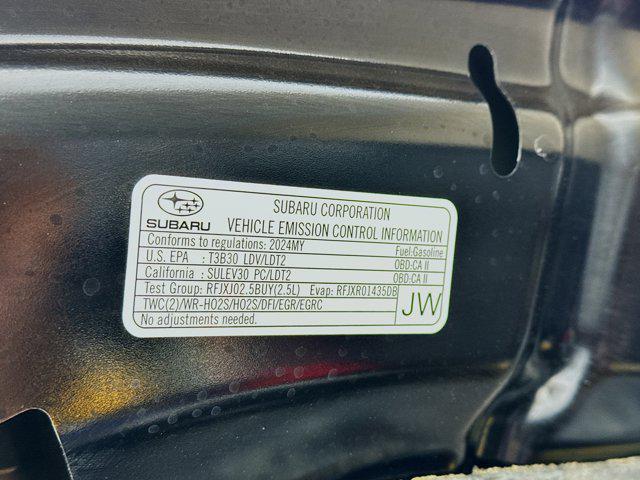 SUBARU
SUBARU CORPORATION
VEHICLE EMISSION CONTROL INFORMATION
Conforms to regulations: 2024MY Fuel:Gasoline
U.S. EPA : T3B30 LDV/LDT2 OBD:CA II
California : SULEV30 PC/LDT2 OBD:CA II
Test Group: RFJXJ02.5BUY(2.5L) Evap: RFJXR01435DB
TWC(2)/WR-HO2S/HO2S/DFI/EGR/EGRC
No adjustments needed.
JW